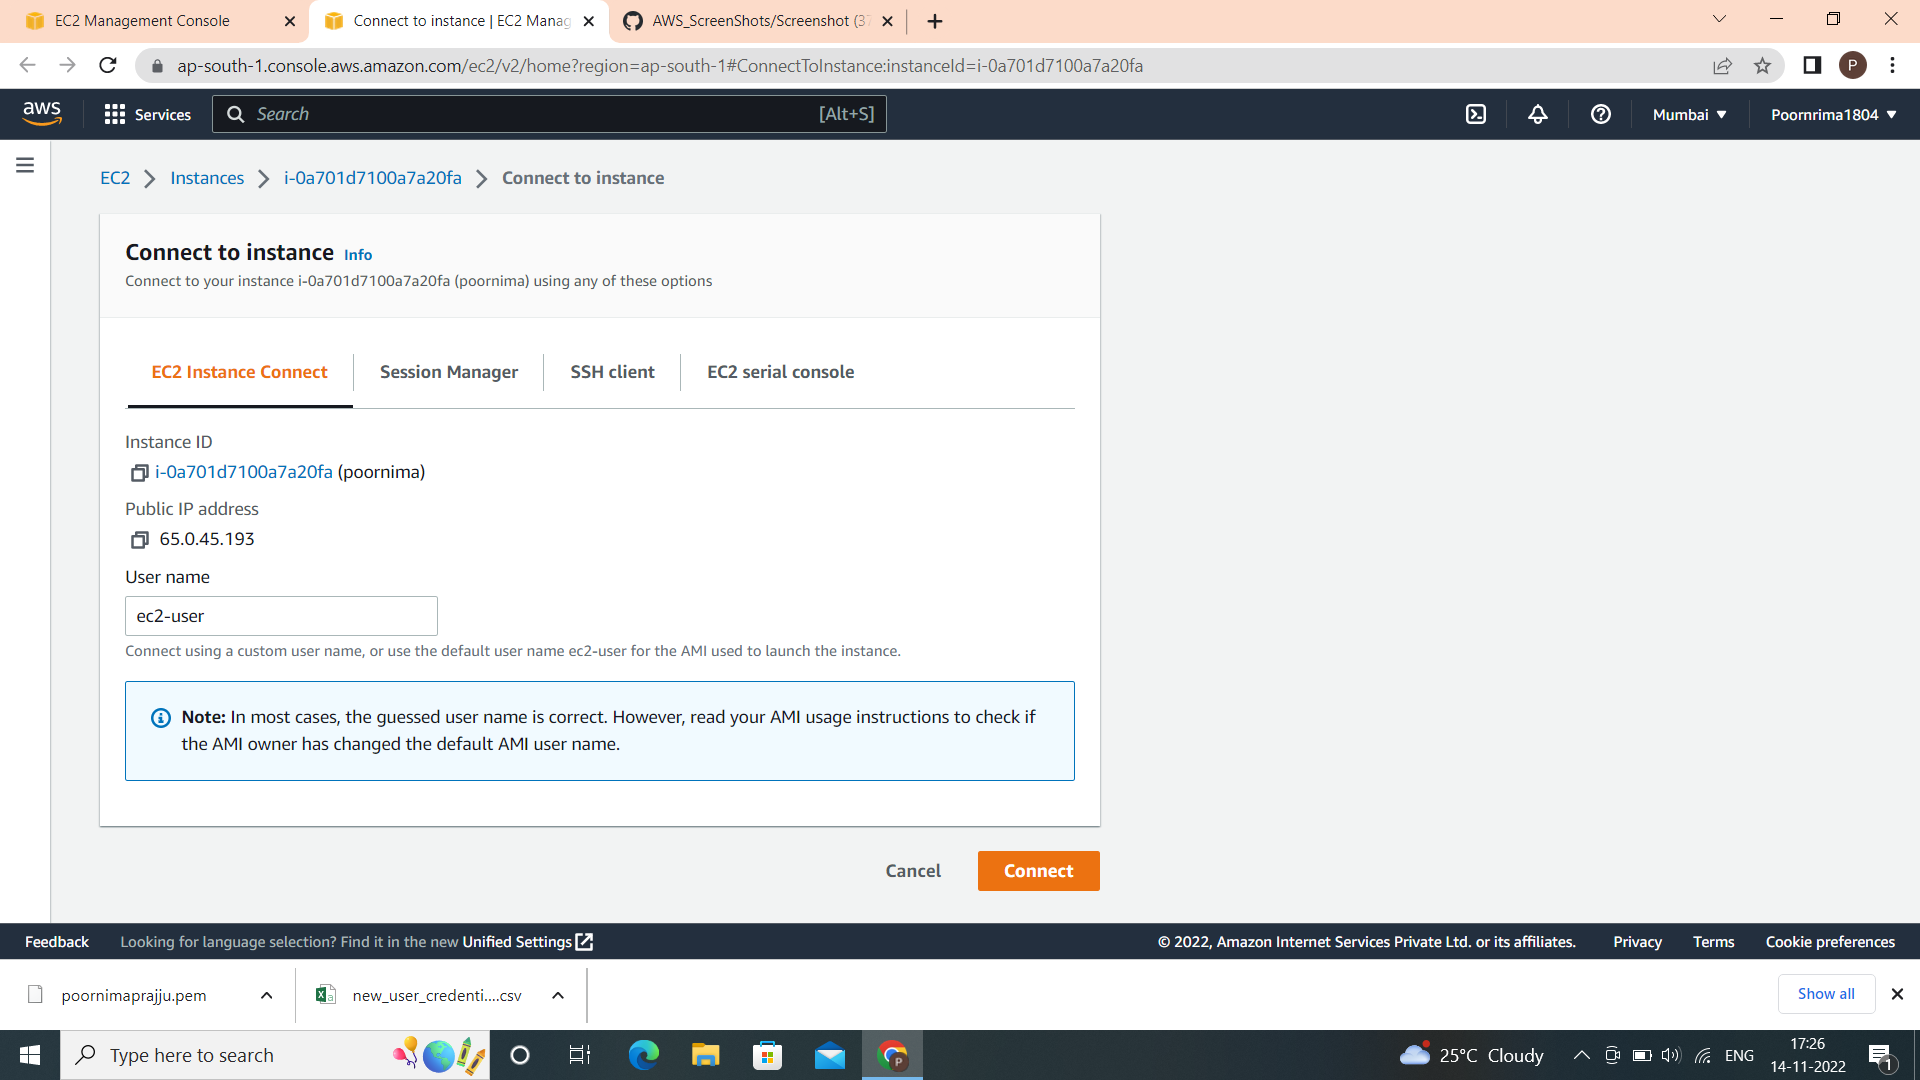 EC2 Management Console
Connect to instance | EC2 Manag
AWS_ScreenShots/Screenshot (37
ap-south-1.console.aws.amazon.com/ec2/v2/home?region=ap-south-1#ConnectToInstance:instanceId=i-0a701d7100a7a20fa
P
aws
Services
Search
[Alt+S]
Mumbai
Poornrima1804
EC2
Instances
i-0a701d7100a7a20fa
Connect to instance
Connect to instance Info
Connect to your instance i-0a701d7100a7a20fa (poornima) using any of these options
EC2 Instance Connect
Session Manager
SSH client
EC2 serial console
Instance ID
i-0a701d7100a7a20fa (poornima)
Public IP address
65.0.45.193
User name
ec2-user
Connect using a custom user name, or use the default user name ec2-user for the AMI used to launch the instance.
Note: In most cases, the guessed user name is correct. However, read your AMI usage instructions to check if
the AMI owner has changed the default AMI user name.
Cancel
Connect
Feedback
Looking for language selection? Find it in the new Unified Settings
© 2022, Amazon Internet Services Private Ltd. or its affiliates.
Privacy
Terms
Cookie preferences
poornimaprajju.pem
new_user_credenti....csv
Show all
Type here to search
P
25°C Cloudy
ENG
17:26
14-11-2022
1